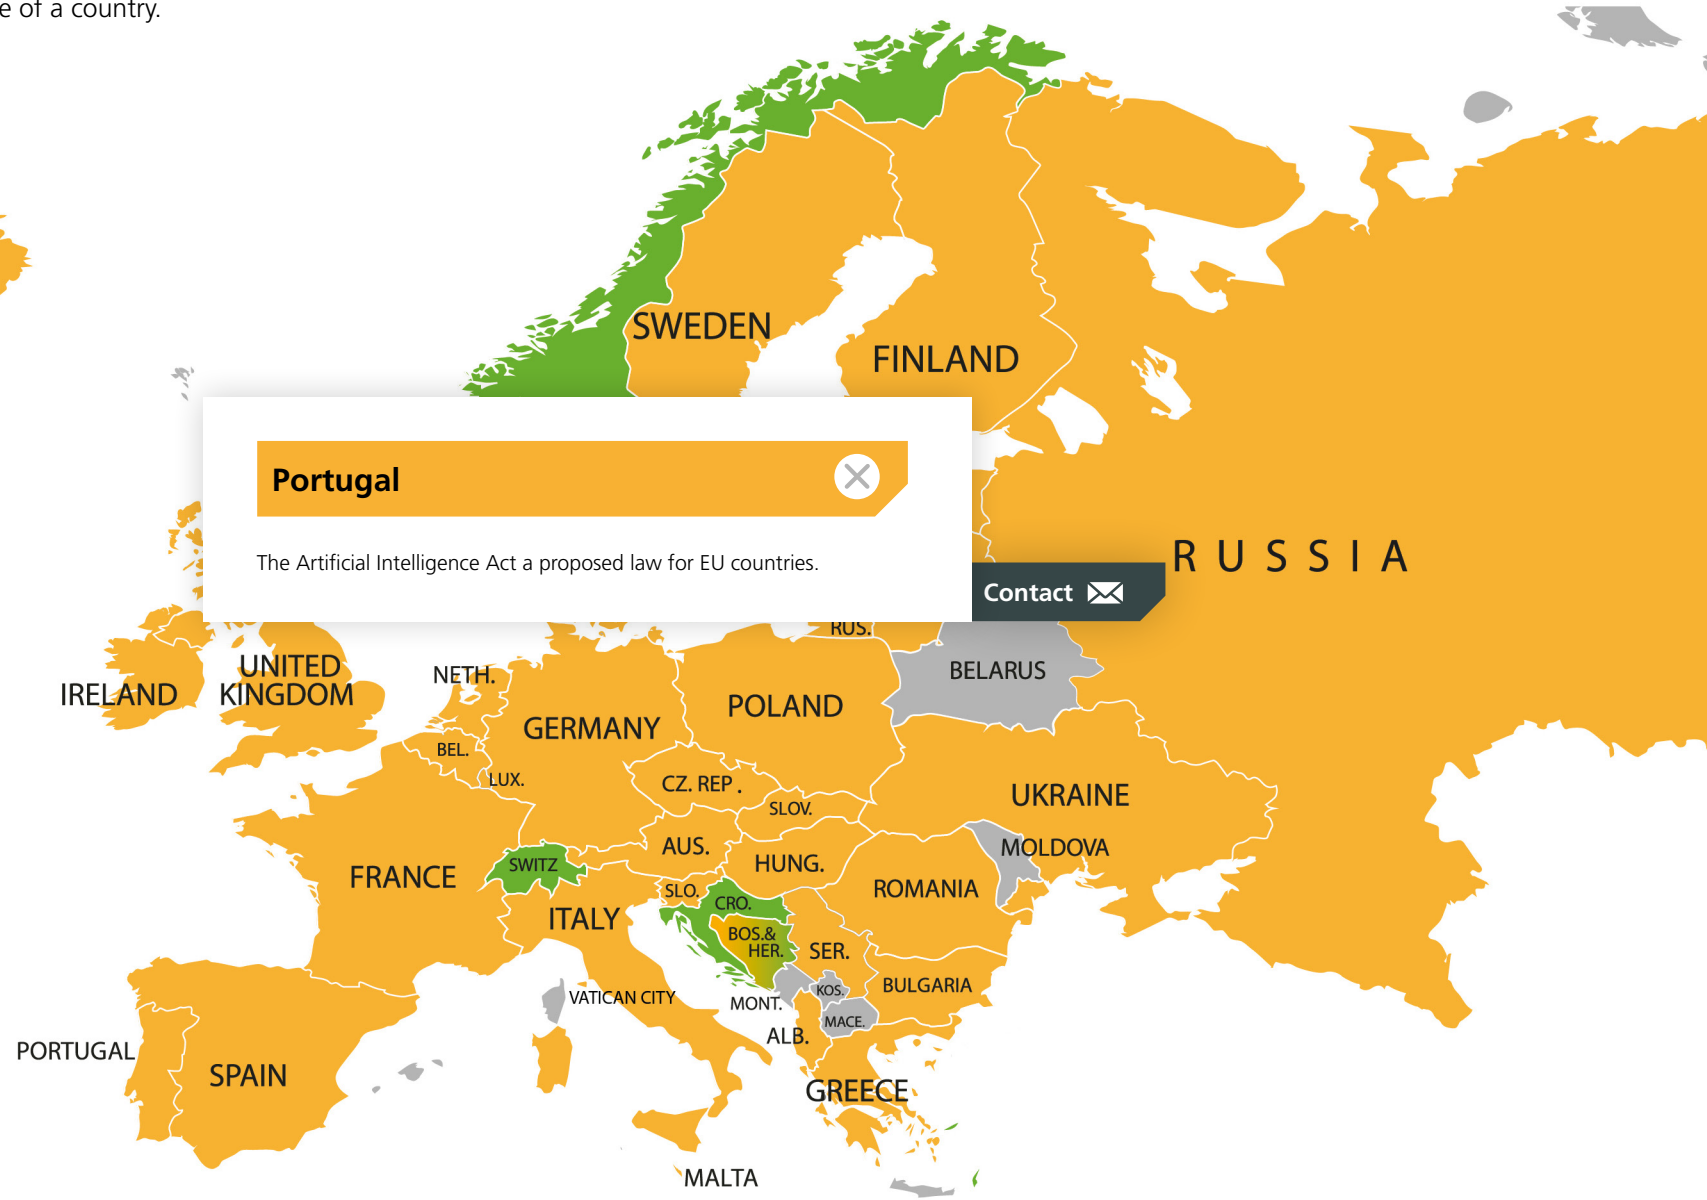 e of a country.
SWEDEN
FINLAND
Portugal
The Artificial Intelligence Act a proposed law for EU countries.
RUSSIA
Contact
RUS.
UNITED
KINGDOM
IRELAND
NETH.
BELARUS
POLAND
GERMANY
BEL.
LUX.
CZ. REP.
SLOV.
UKRAINE
AUS.
MOLDOVA
HUNG.
SWITZ
FRANCE
ROMANIA
SLO.
CRO.
ITALY
BOS.&
HER.
SER.
BULGARIA
KOS.
VATICAN CITY
MONT.
MACE.
ALB.
PORTUGAL
SPAIN
GREECE
MALTA